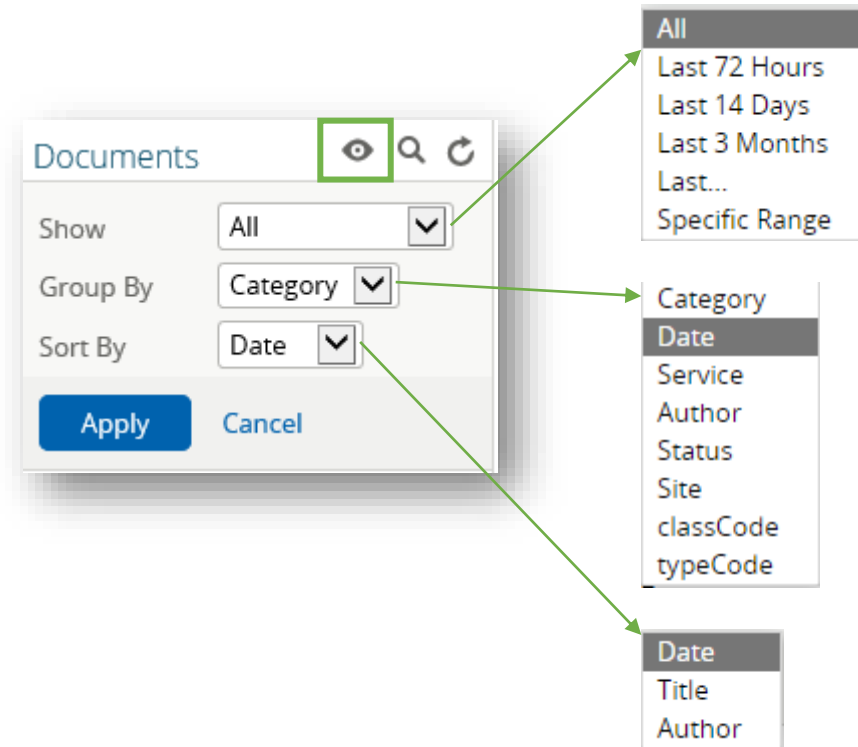 Documents
Show All
Group By Category
Sort By Date
Apply Cancel
All
Last 72 Hours
Last 14 Days
Last 3 Months
Last...
Specific Range
Category
Date
Service
Author
Status
Site
classCode
typeCode
Date
Title
Author